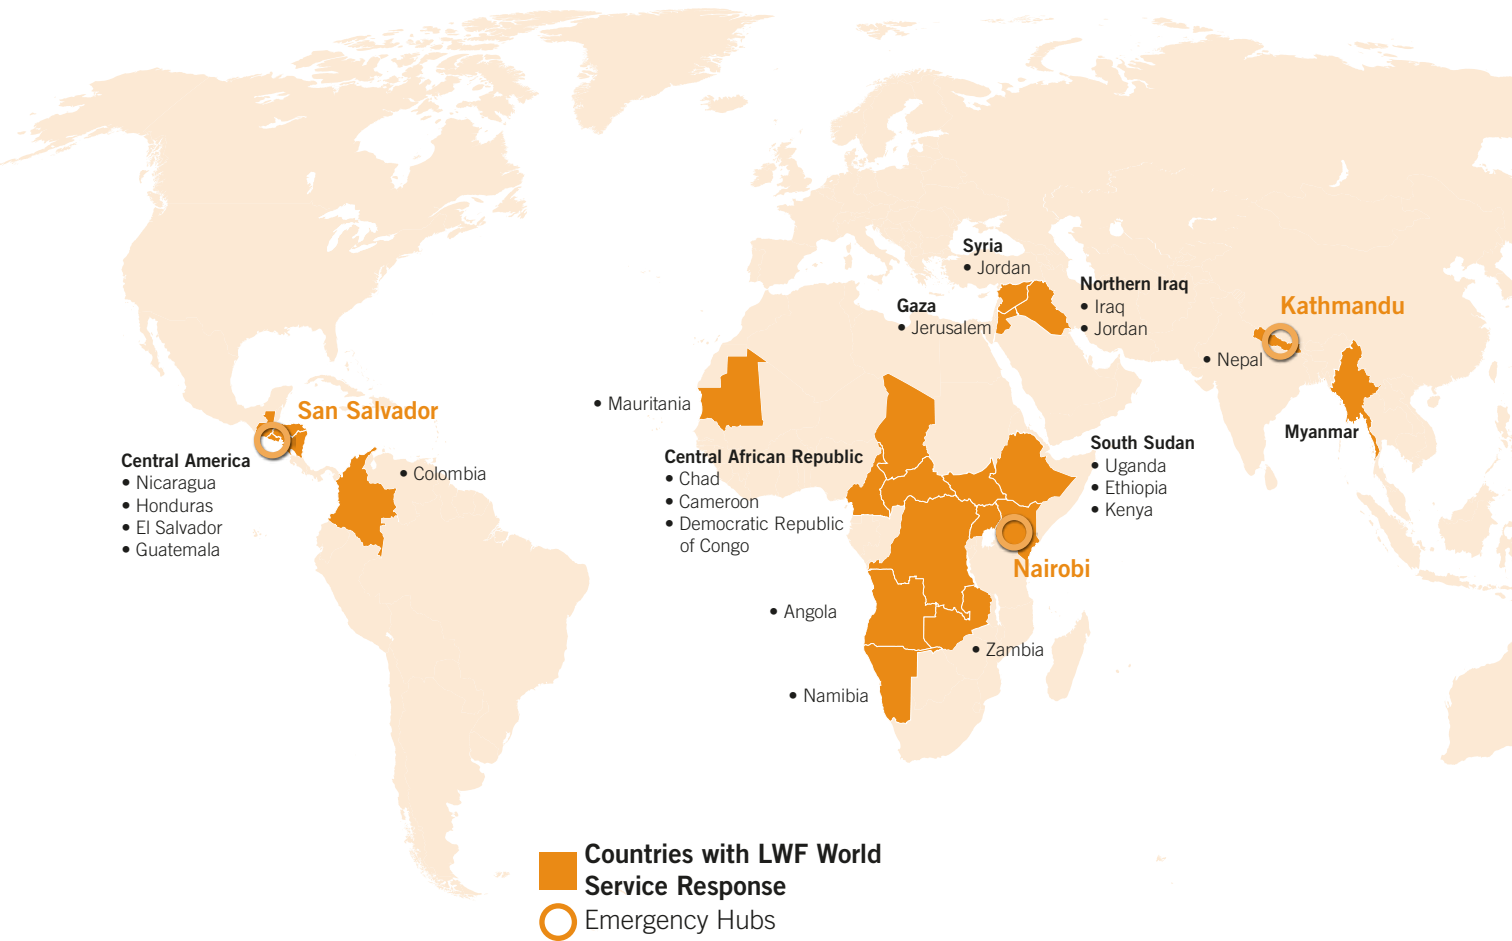 Syria
• Jordan
Northern Iraq
• Iraq
• Jordan
Gaza
• Jerusalem
Kathmandu
• Nepal
Myanmar
• Mauritania
San Salvador
Central America
• Nicaragua
• Honduras
• El Salvador
• Guatemala
• Colombia
Central African Republic
• Chad
• Cameroon
• Democratic Republic
of Congo
South Sudan
• Uganda
• Ethiopia
• Kenya
Nairobi
• Angola
• Zambia
• Namibia
Countries with LWF World
Service Response
Emergency Hubs